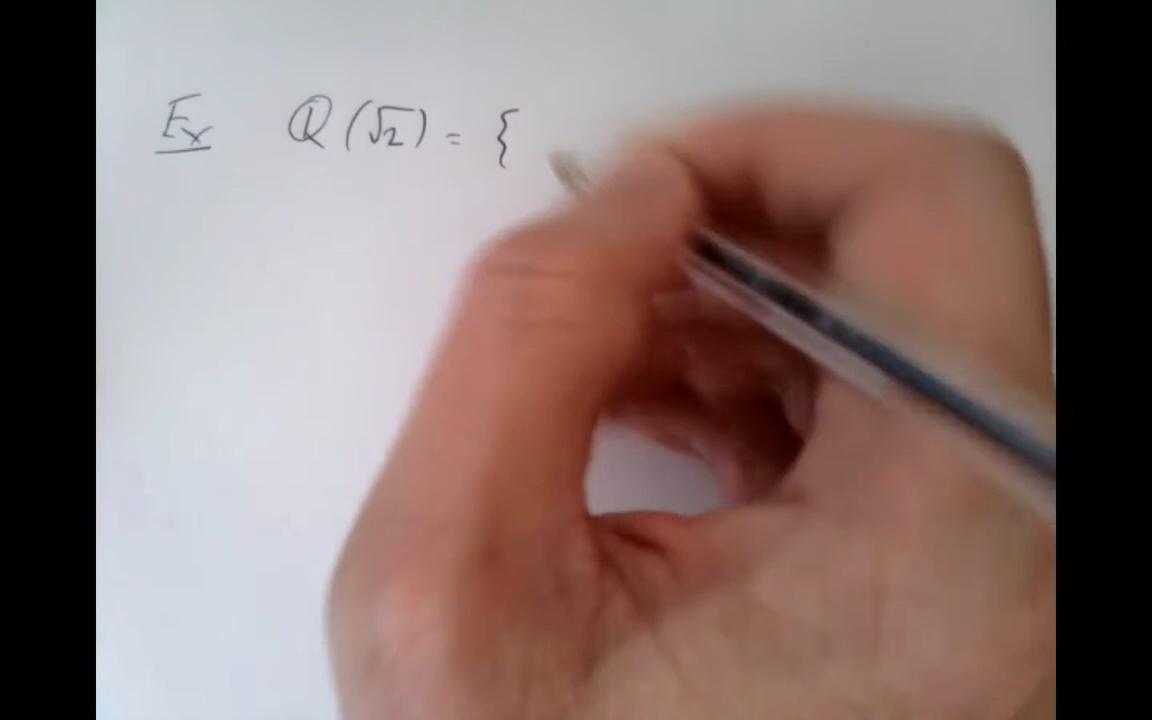 Ex ℚ(√2) = {